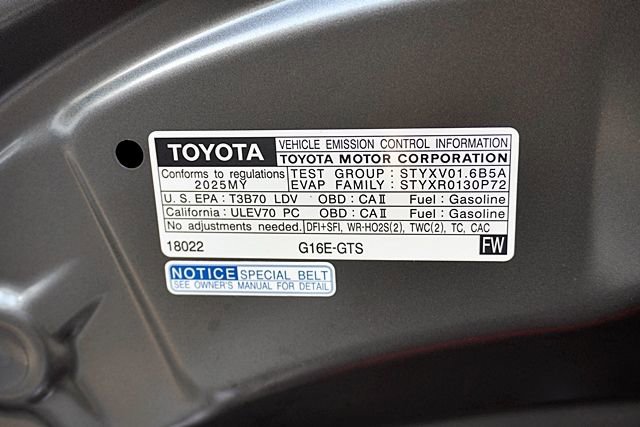 TOYOTA
VEHICLE EMISSION CONTROL INFORMATION
TOYOTA MOTOR CORPORATION
Conforms to regulations
2025MY
TEST GROUP : STYXV01.6B5A
EVAP FAMILY : STYXR0130P72
U.S. EPA : T3B70 LDV OBD : CAⅡ Fuel : Gasoline
California : ULEV70 PC OBD : CAⅡ Fuel : Gasoline
No adjustments needed. DFI+SFI, WR-HO2S(2), TWC(2), TC, CAC
18022 G16E-GTS FW
NOTICE SPECIAL BELT
SEE OWNER'S MANUAL FOR DETAIL